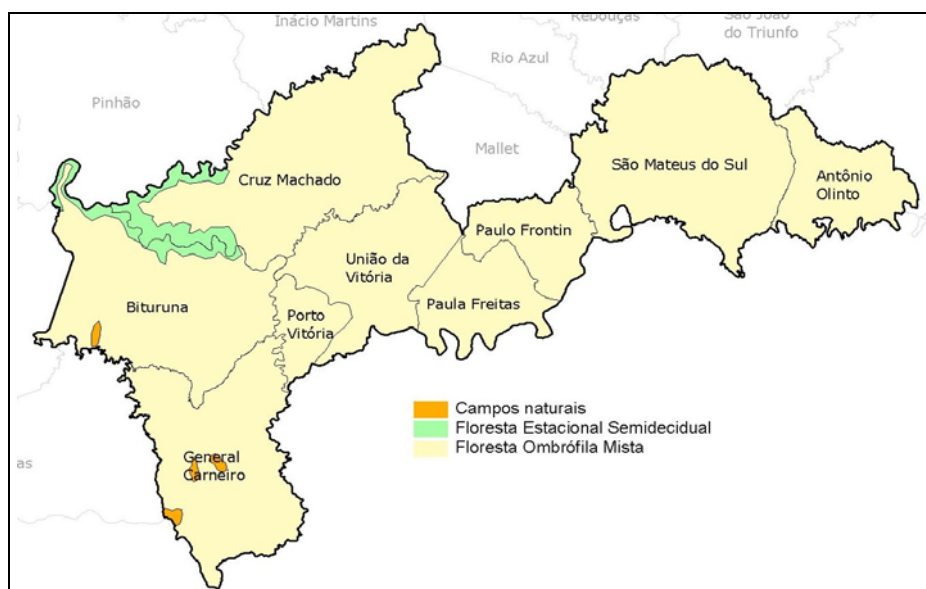 Inácio Martins
Rebouças
São João
do Triunfo
Rio Azul
Pinhão
Mallet
São Mateus do Sul
Cruz Machado
Antônio
Olinto
Paulo Frontin
União da
Vitória
Bituruna
Paula Freitas
Porto
Vitória
Campos naturais
Floresta Estacional Semidecidual
Floresta Ombrófila Mista
General
Carneiro
as